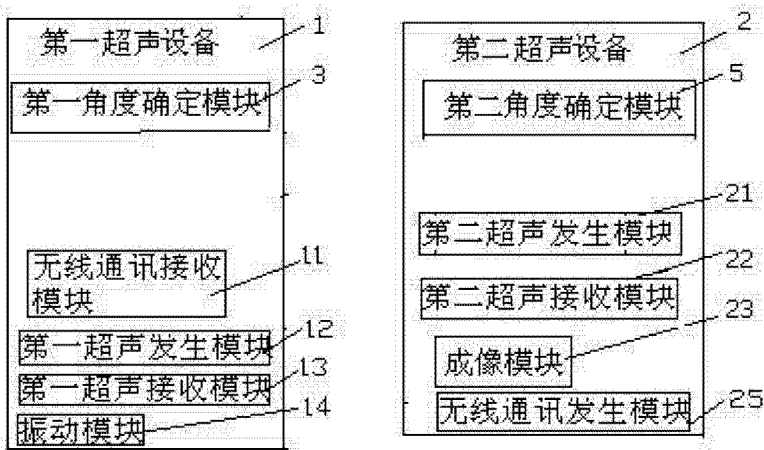 第一超声设备
1
第一角度确定模块
3
无线通讯接收
模块
11
第一超声发生模块
12
第一超声接收模块
13
振动模块
14
第二超声设备
2
第二角度确定模块
5
第二超声发生模块
21
第二超声接收模块
22
成像模块
23
无线通讯发生模块
25